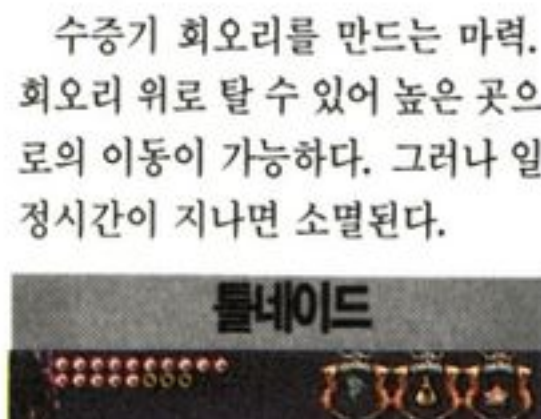 수증기 회오리를 만드는 마력.
회오리 위로 탈 수 있어 높은 곳으
로의 이동이 가능하다. 그러나 일
정시간이 지나면 소멸된다.
톨네이드